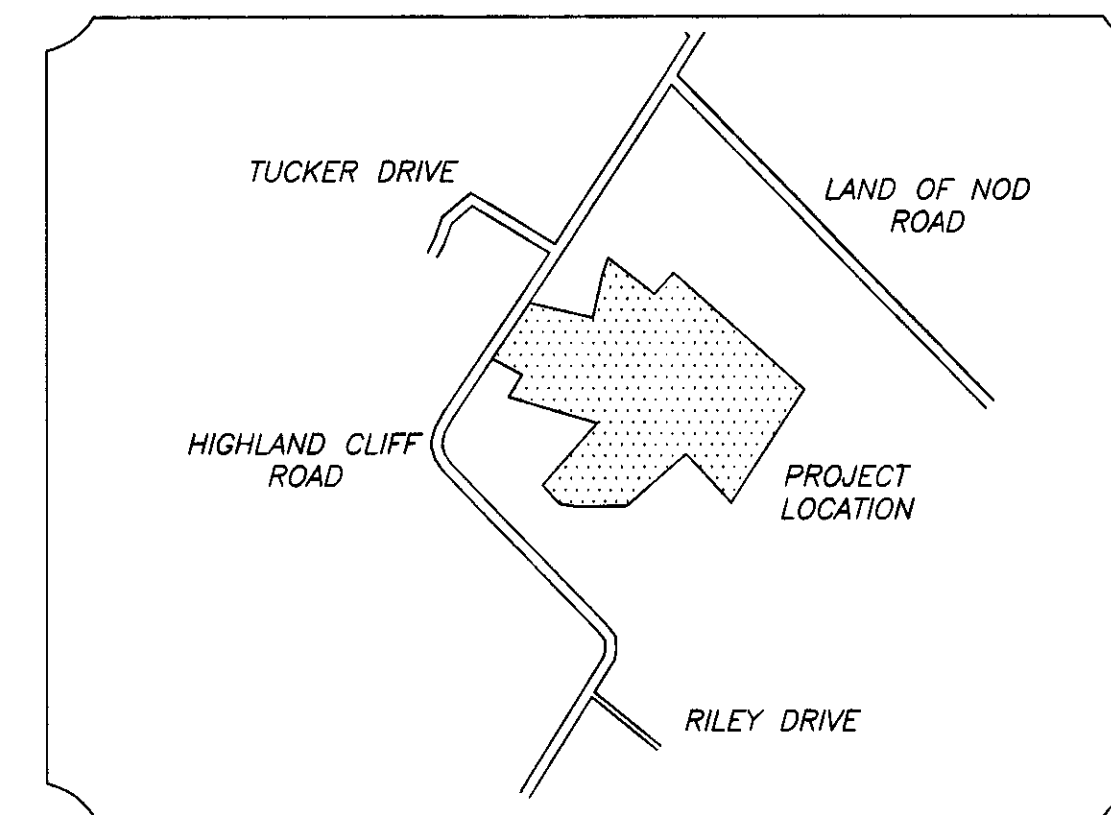 TUCKER DRIVE
LAND OF NOD
ROAD
HIGHLAND CLIFF
ROAD
PROJECT
LOCATION
RILEY DRIVE